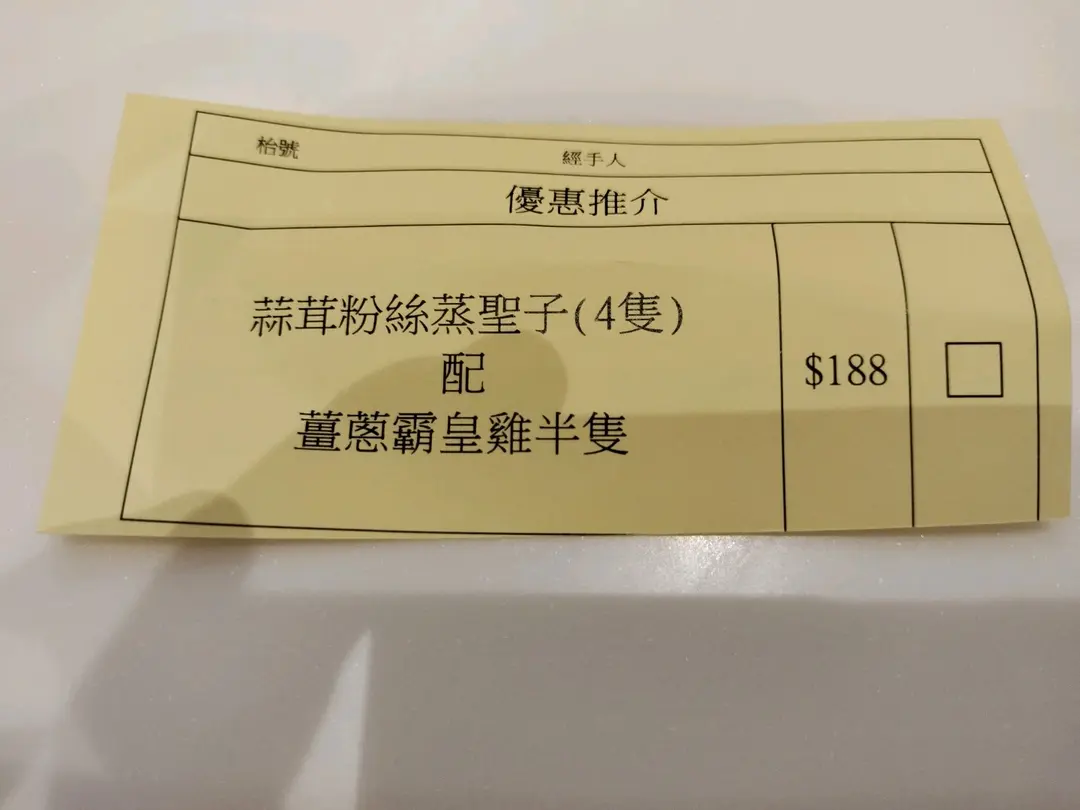 枱號 經手人
優惠推介
蒜茸粉絲蒸聖子(4隻)
配
薑蔥霸皇雞半隻
$188